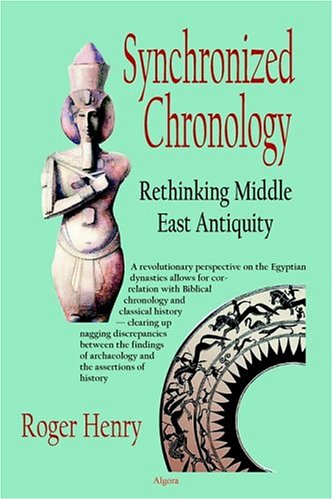 Synchronized
Chronology
Rethinking Middle
East Antiquity
A revolutionary perspective on the Egyptian
dynasties allows for cor-
relation with Biblical
chronology and
classical history
— clearing up
nagging discrepancies
between the findings
of archaeology and
the assertions of
history
Roger Henry
Algora